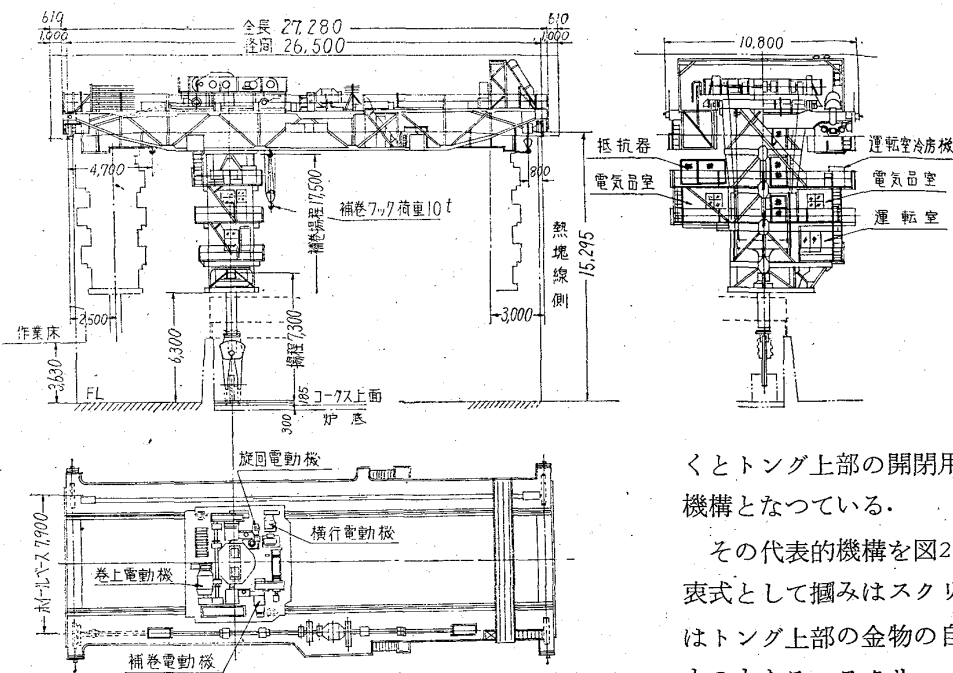 619
全長 27,280
610
1,000
径間 26,500
1,000
10,800
抵抗器
運転室冷房機
電気品室
電気品室
運転室
4,700
800
補巻フック荷重10t
補巻揚程 17,500
熱塊線側
15,295
2,500
3,000
作業床
6,300
揚程 7,300
3,630
FL
コークス上面
185
300
炉底
旋回電動機
横行電動機
ホイールベース 7,900
巻上電動機
補巻電動機
くとトング上部の開閉用
機構となつている.
その代表的機構を図2
衷式として掴みはスクリ
はトング上部の金物の自